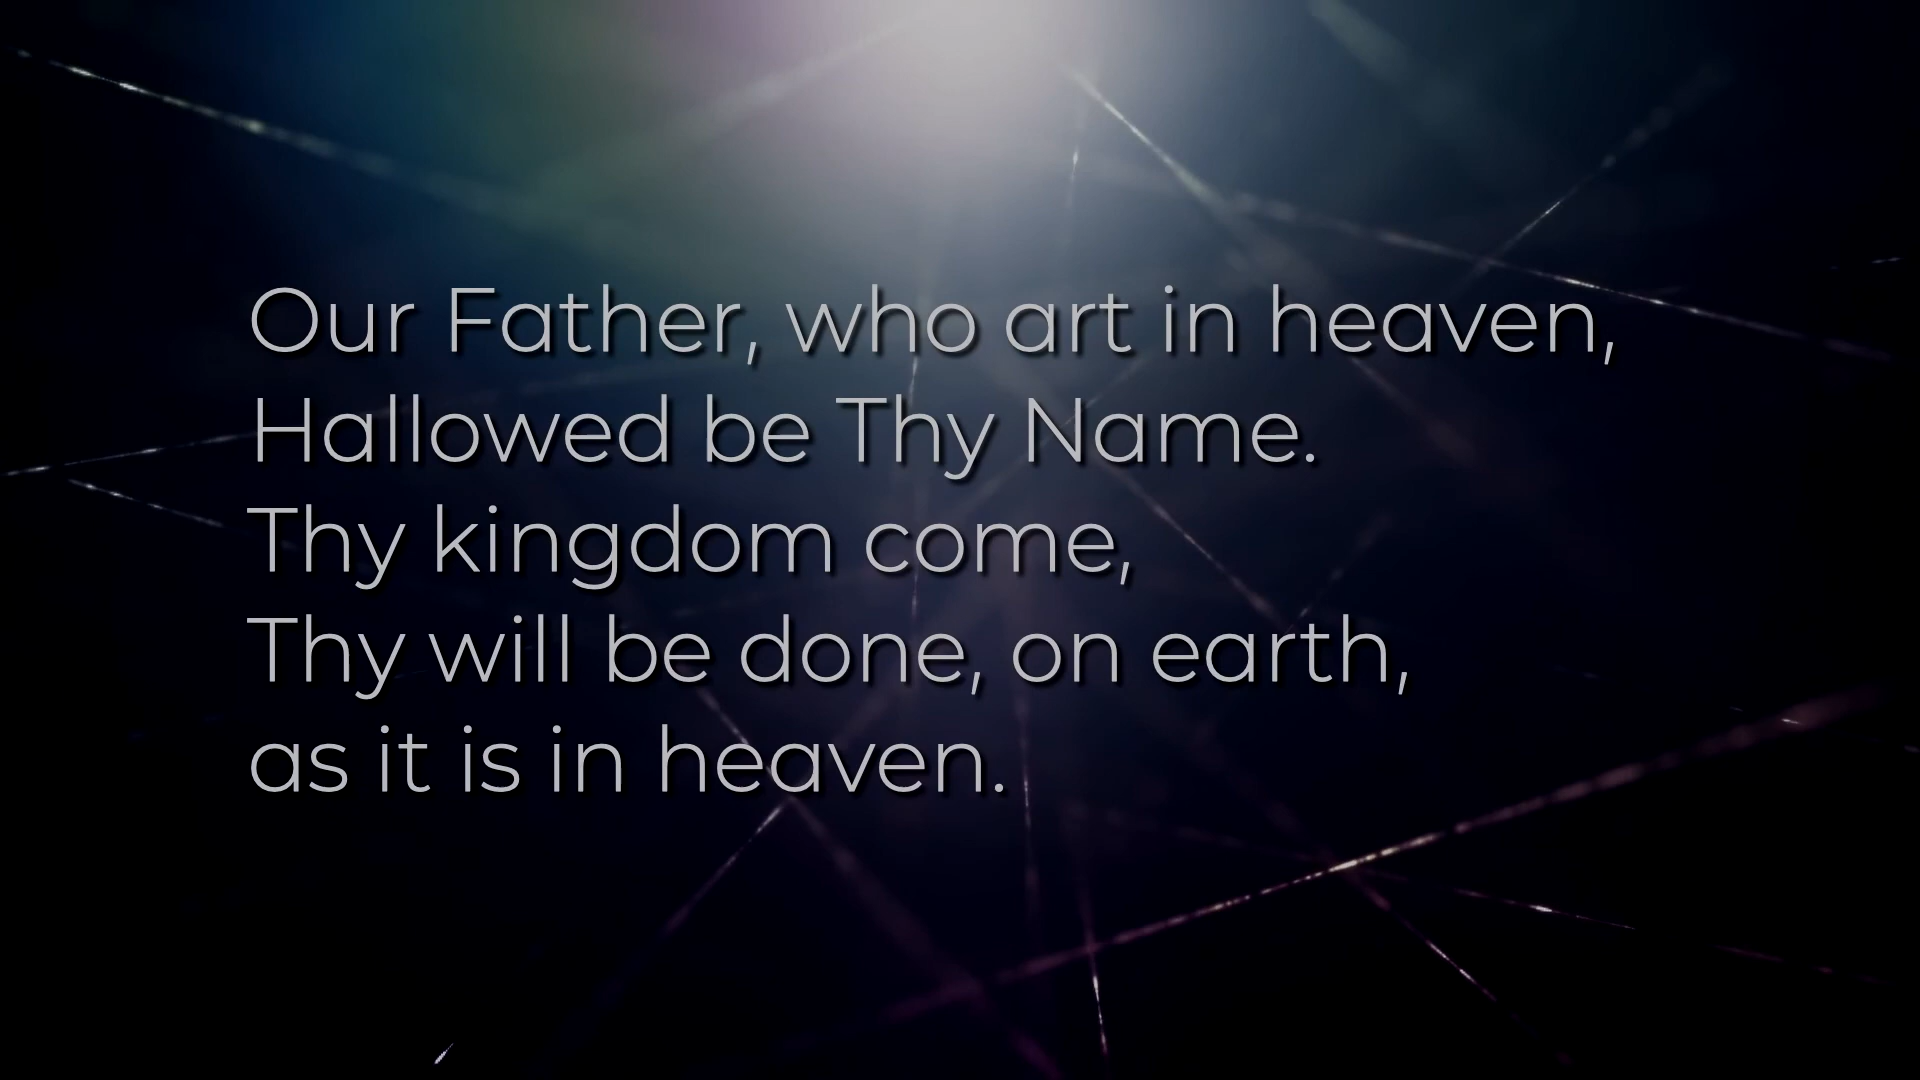 Our Father, who art in heaven,
Hallowed be Thy Name.
Thy kingdom come,
Thy will be done, on earth,
as it is in heaven.